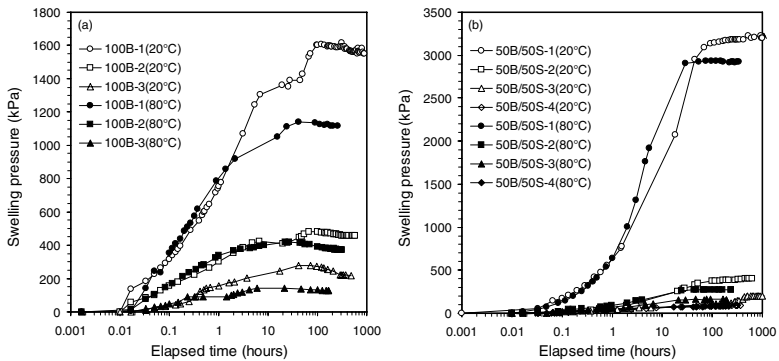 (a)
1800
1600
1400
1200
1000
800
600
400
200
0
Swelling pressure (kPa)
100B-1(20°C)
100B-2(20°C)
100B-3(20°C)
100B-1(80°C)
100B-2(80°C)
100B-3(80°C)
0.001 0.01 0.1 1 10 100 1000
Elapsed time (hours)
(b)
3500
3000
2500
2000
1500
1000
500
0
Swelling pressure (kPa)
50B/50S-1(20°C)
50B/50S-2(20°C)
50B/50S-3(20°C)
50B/50S-4(20°C)
50B/50S-1(80°C)
50B/50S-2(80°C)
50B/50S-3(80°C)
50B/50S-4(80°C)
0.001 0.01 0.1 1 10 100 1000
Elapsed time (hours)